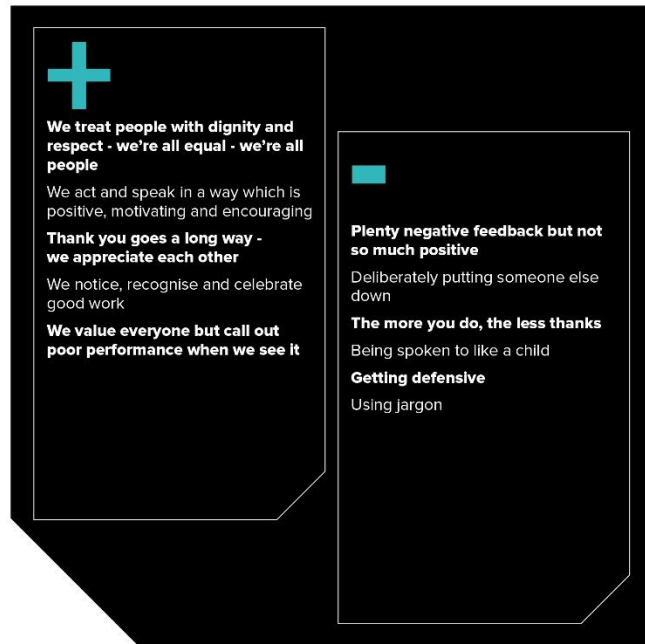 We treat people with dignity and
respect - we're all equal - we're all
people
We act and speak in a way which is
positive, motivating and encouraging
Thank you goes a long way -
we appreciate each other
We notice, recognise and celebrate
good work
We value everyone but call out
poor performance when we see it
Plenty negative feedback but not
so much positive
Deliberately putting someone else
down
The more you do, the less thanks
Being spoken to like a child
Getting defensive
Using jargon